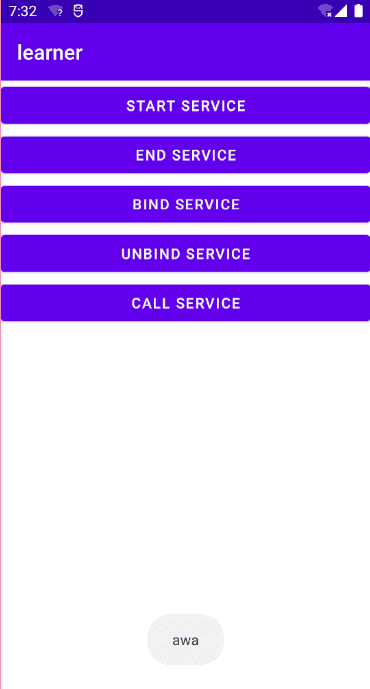 7:32
learner
START SERVICE
END SERVICE
BIND SERVICE
UNBIND SERVICE
CALL SERVICE
awa